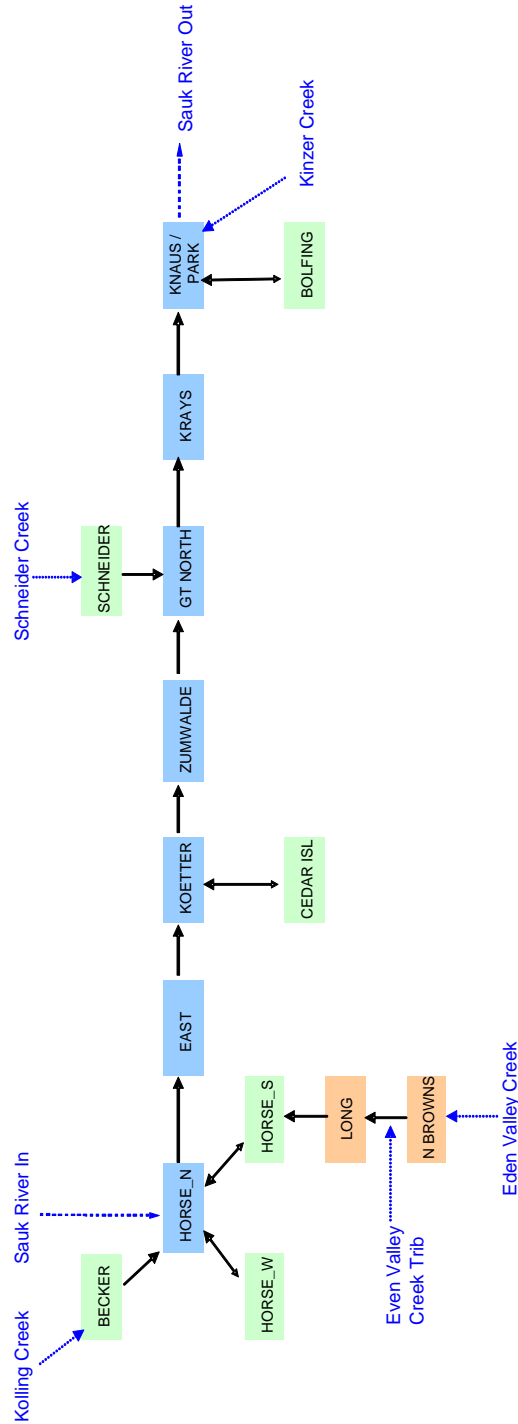 Kolling Creek
Sauk River In
Schneider Creek
Sauk River Out
Kinzer Creek
BECKER
SCHNEIDER
HORSE_N
EAST
KOETTER
ZUMWALDE
GT NORTH
KRAYS
KNAUS /
PARK
HORSE_W
HORSE_S
CEDAR ISL
BOLFING
LONG
N BROWNS
Even Valley
Creek Trib
Eden Valley Creek